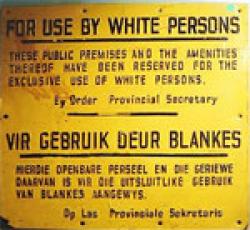 FOR USE BY WHITE PERSONS
THESE PUBLIC PREMISES AND THE AMENITIES
THEREOF HAVE BEEN RESERVED FOR THE
EXCLUSIVE USE OF WHITE PERSONS.
By Order Provincial Secretary
VIR GEBRUIK DEUR BLANKES
HIERDIE OPENBARE PERSEEL EN DIE GERIEWE
DAARVAN IS VIR DIE UITSLUITLIKE GEBRUIK
VAN BLANKES AANGEWYS.
Op Las Provinsiale Sekretaris